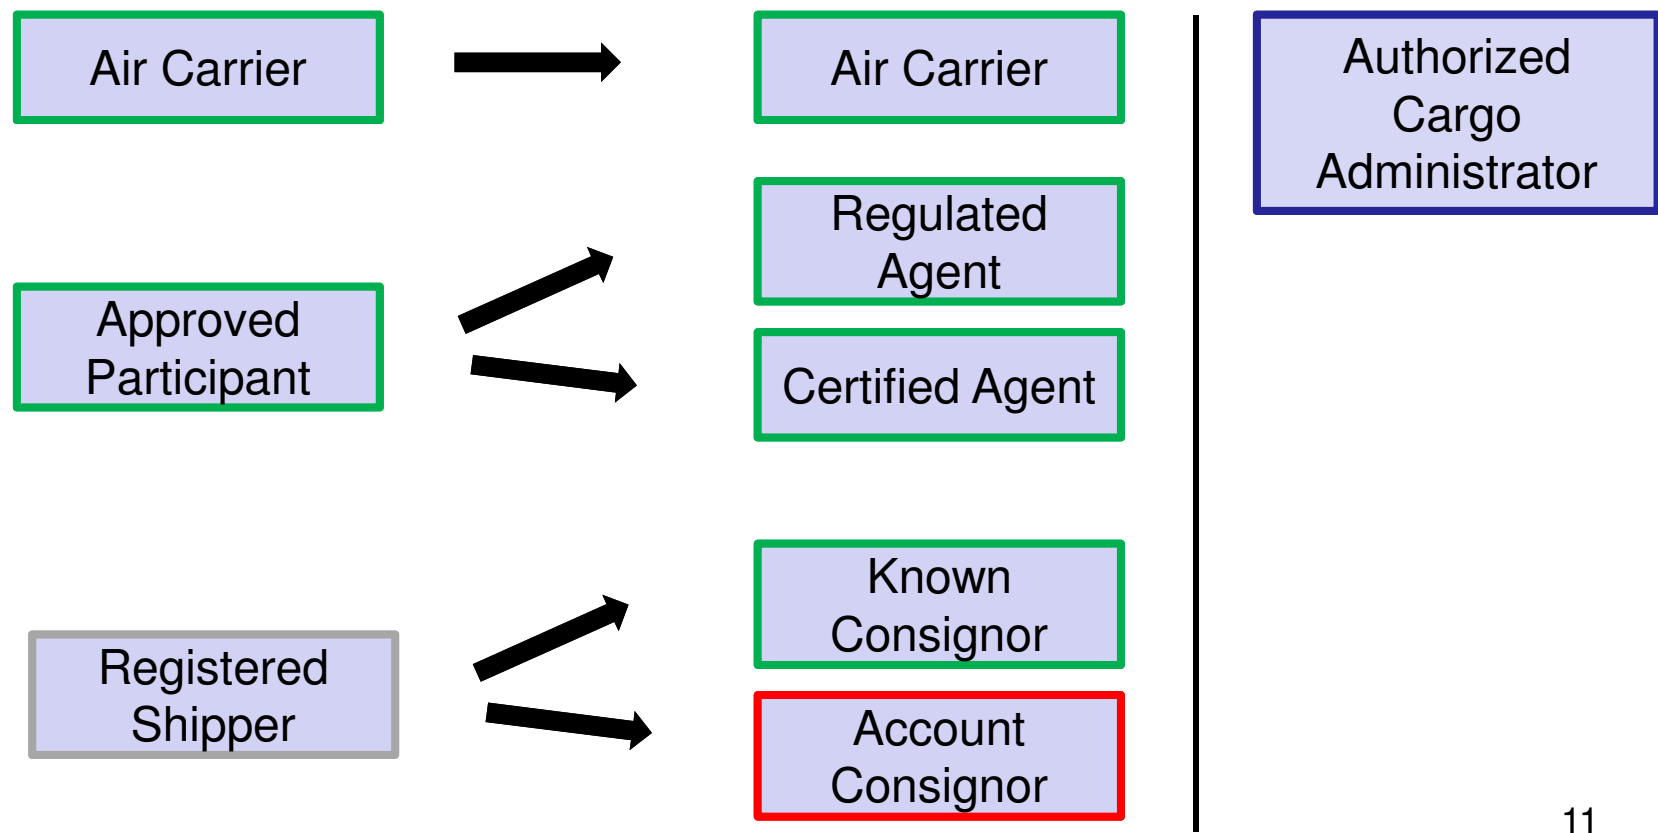 Air Carrier
Air Carrier
Authorized
Cargo
Administrator
Regulated
Agent
Approved
Participant
Certified Agent
Known
Consignor
Registered
Shipper
Account
Consignor
11